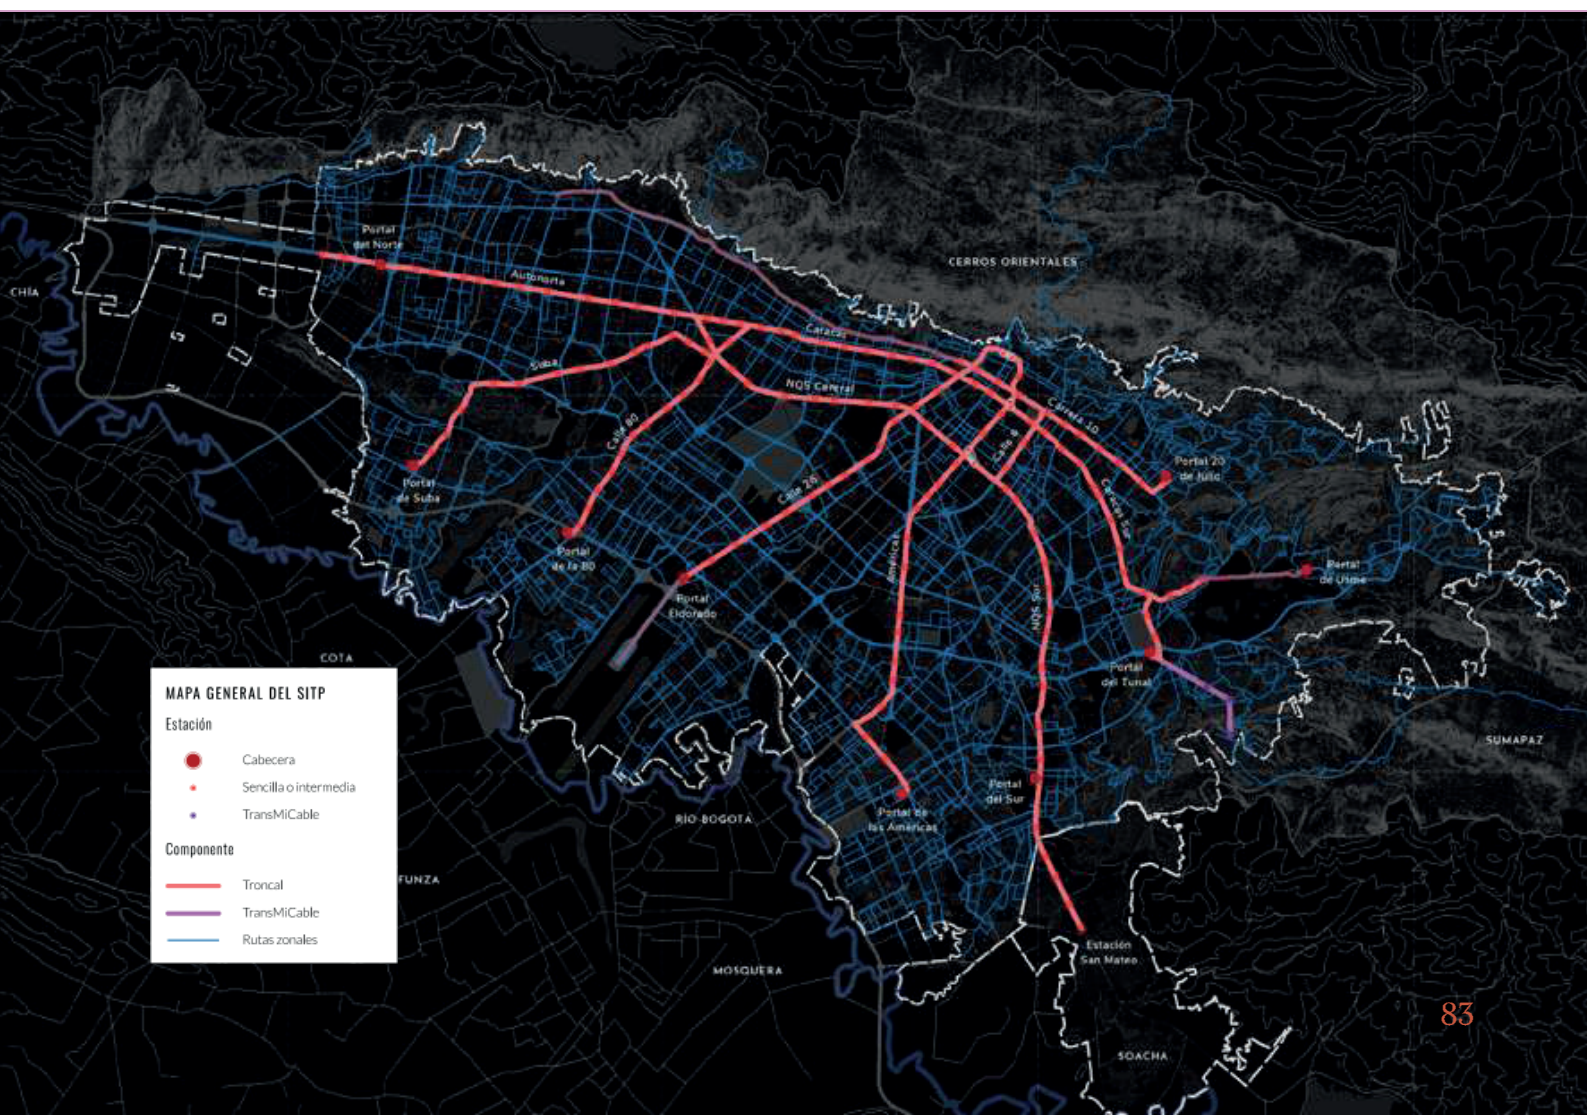 Portal
del Norte
Autonorte
CERROS ORIENTALES
CHÍA
Caracas
Suba
NQS Central
Carrera 10
Calle 80
Calle 6
Portal 20
de Julio
Portal
de Suba
Calle 26
Caracas Sur
Portal
de la 80
Américas
Portal
de Usme
Portal
Eldorado
NQS Sur
COTA
Portal
del Tunal
SUMAPAZ
MAPA GENERAL DEL SITP
Estación
Cabecera
Sencilla o intermedia
TransMiCable
Componente
Troncal
TransMiCable
Rutas zonales
Portal
del Sur
RÍO BOGOTA
Portal de
las Américas
FUNZA
Estación
San Mateo
MOSQUERA
83
SOACHA